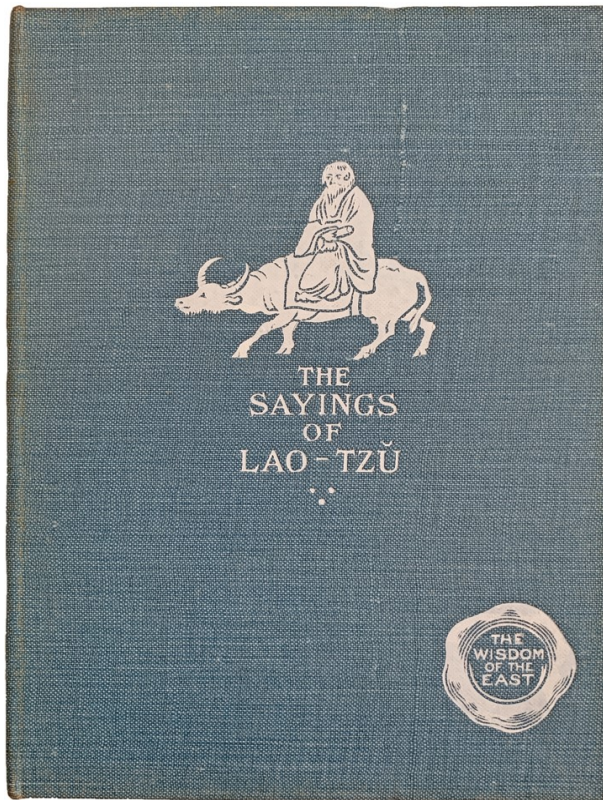 THE
SAYINGS
OF
LAO-TZŬ
THE
WISDOM
OF THE
EAST